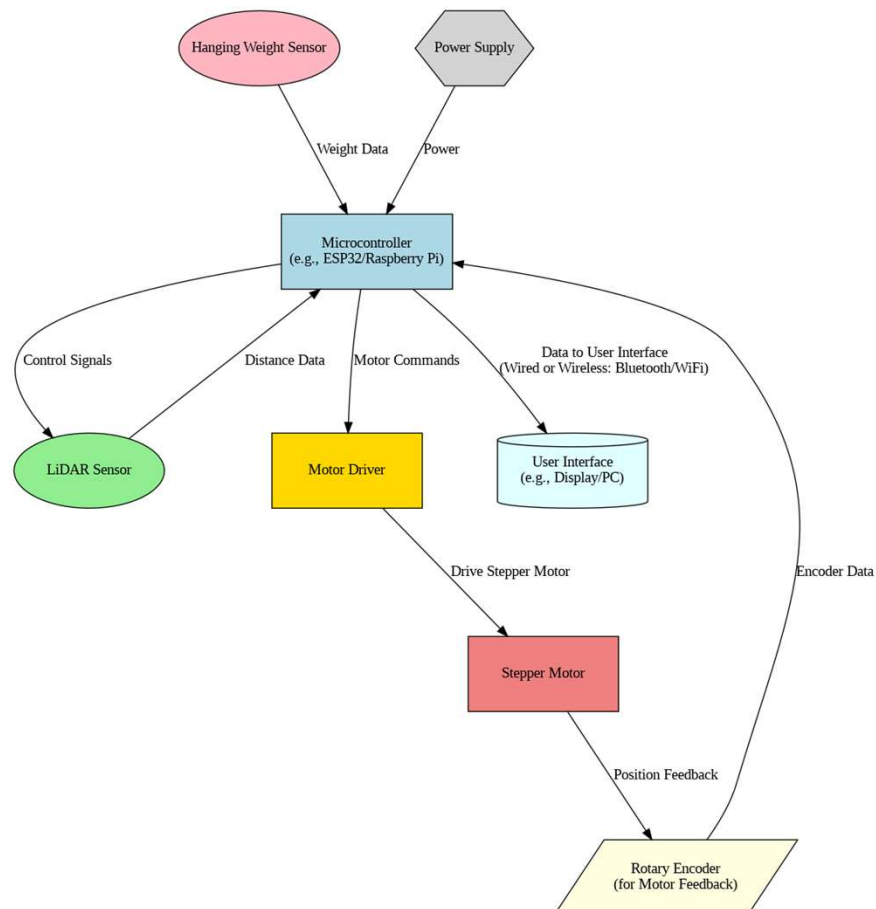 Hanging Weight Sensor
Power Supply
Weight Data
Power
Microcontroller
(e.g., ESP32/Raspberry Pi)
Control Signals
Distance Data
Motor Commands
Data to User Interface
(Wired or Wireless: Bluetooth/WiFi)
LiDAR Sensor
Motor Driver
User Interface
(e.g., Display/PC)
Drive Stepper Motor
Encoder Data
Stepper Motor
Position Feedback
Rotary Encoder
(for Motor Feedback)